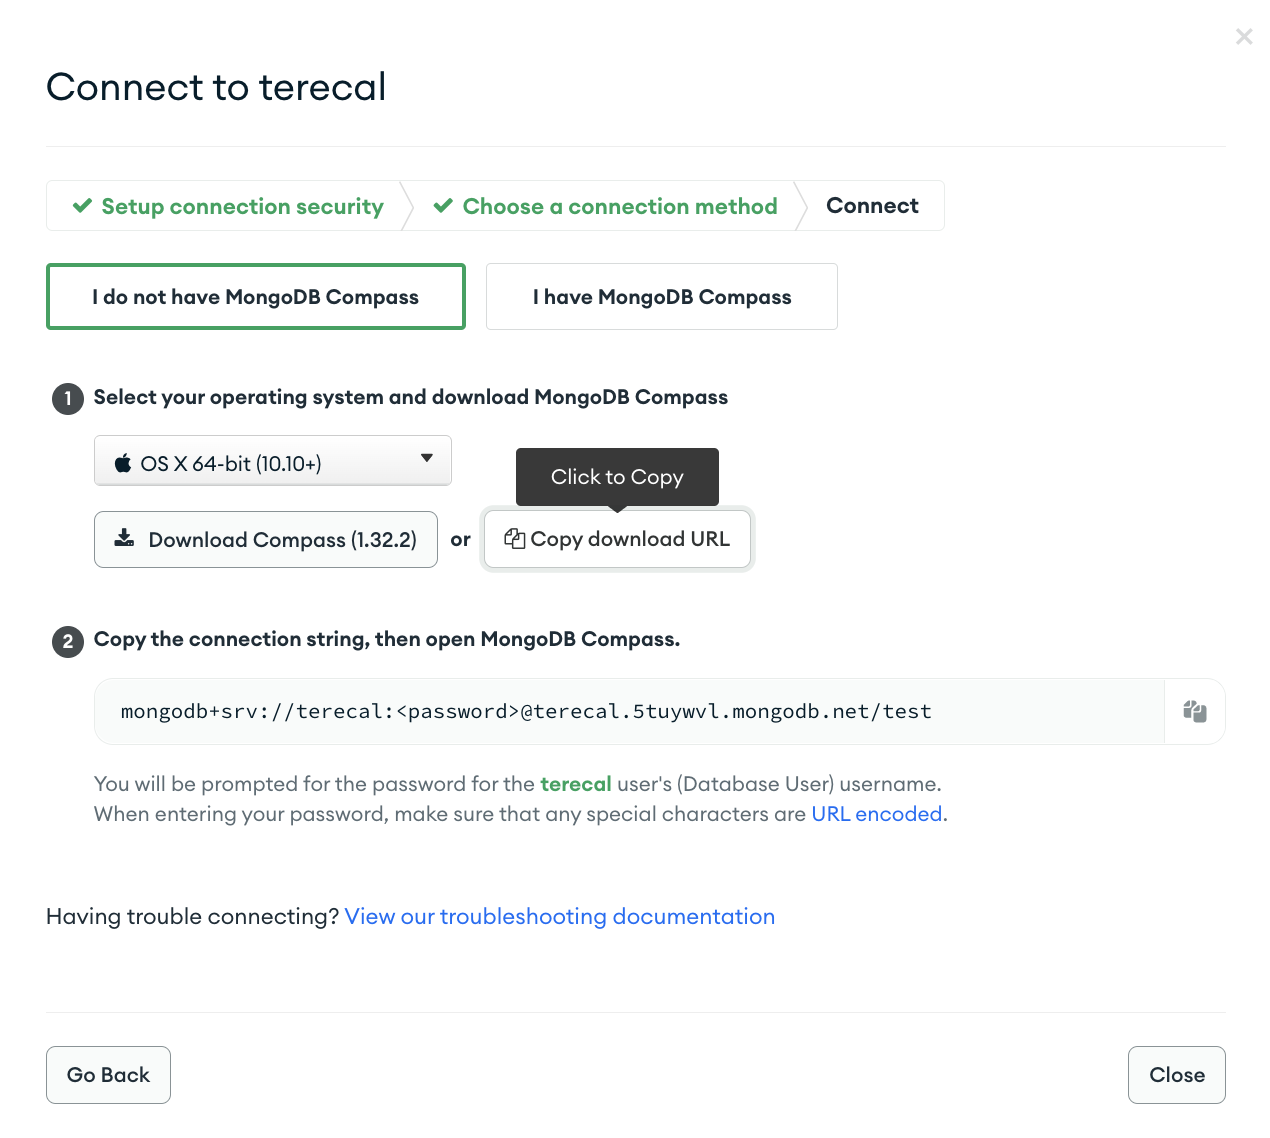 Connect to terecal
Setup connection security
Choose a connection method
Connect
I do not have MongoDB Compass
I have MongoDB Compass
1 Select your operating system and download MongoDB Compass
OS X 64-bit (10.10+)
Click to Copy
Download Compass (1.32.2)
or
Copy download URL
2 Copy the connection string, then open MongoDB Compass.
mongodb+srv://terecal:<password>@terecal.5tuywvl.mongodb.net/test
You will be prompted for the password for the terecal user's (Database User) username.
When entering your password, make sure that any special characters are URL encoded.
Having trouble connecting? View our troubleshooting documentation
Go Back
Close